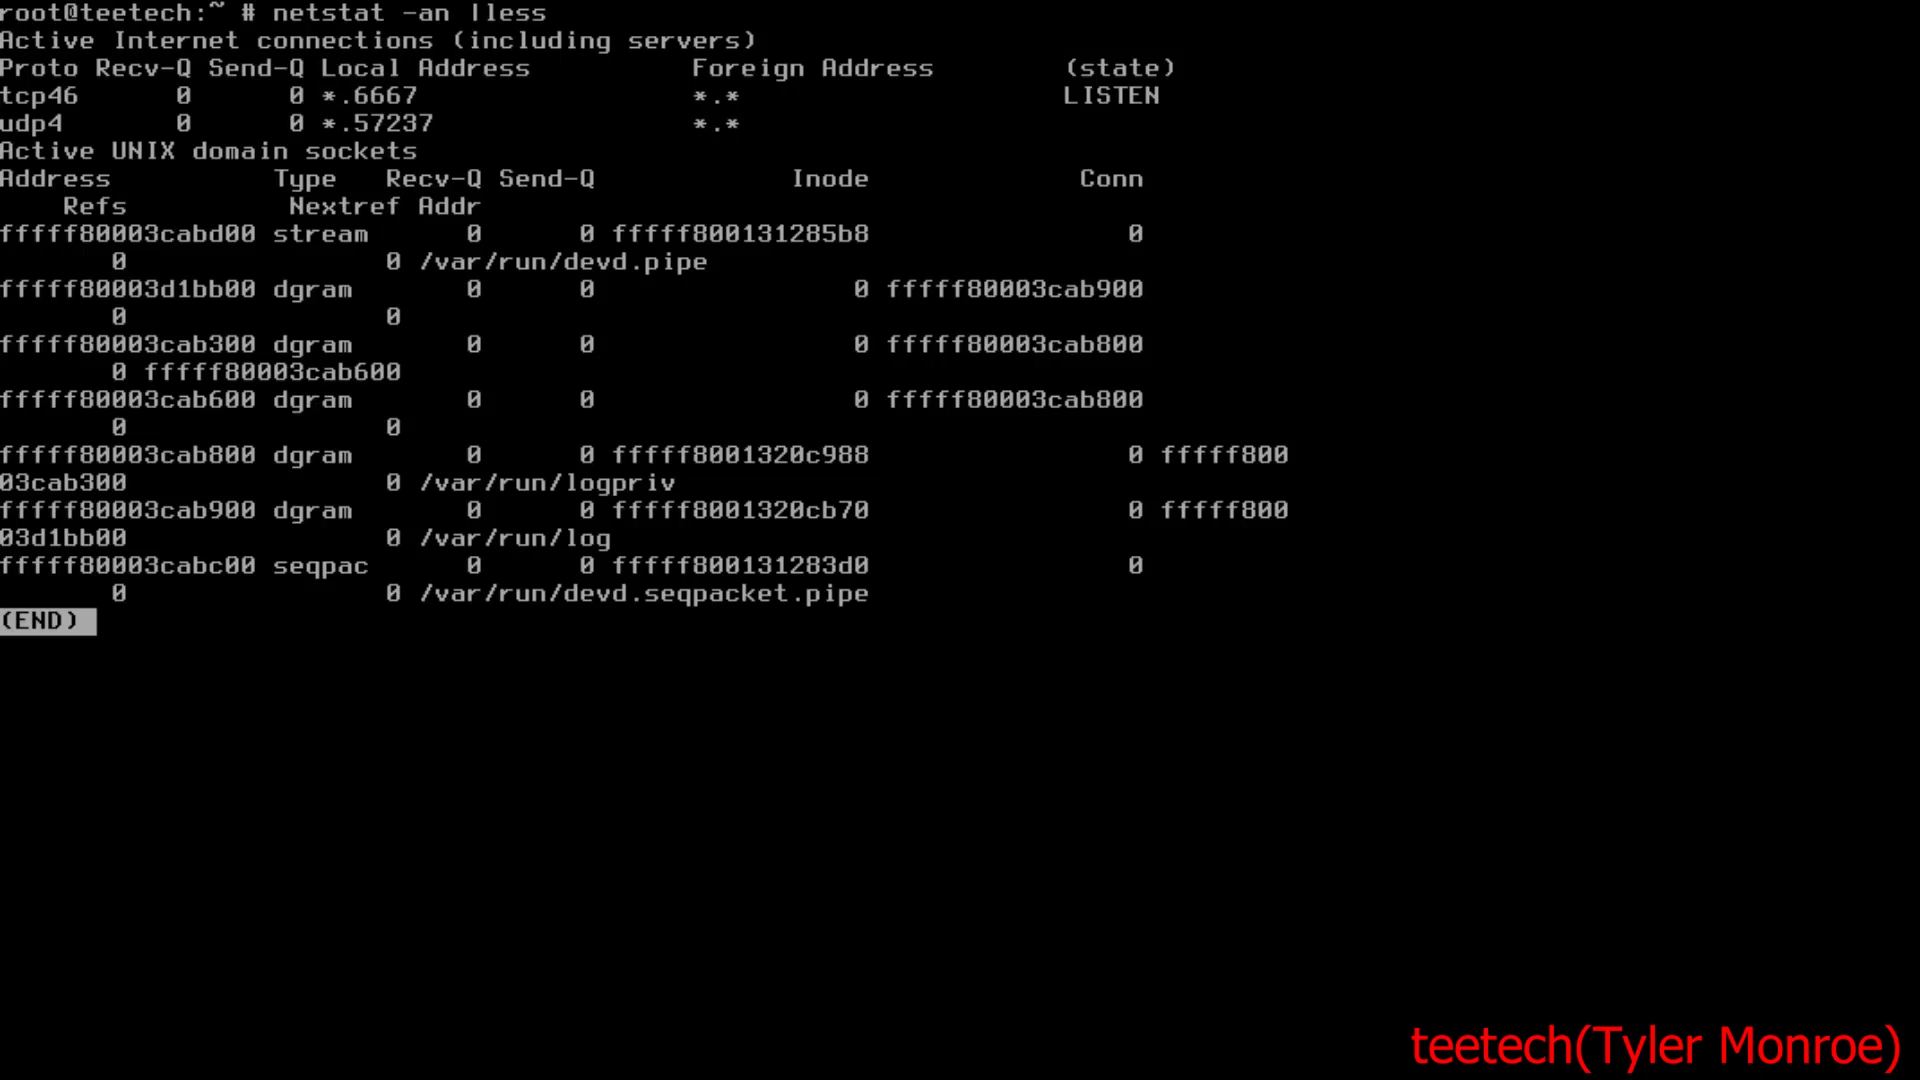 root@teetech:~ # netstat -an |less
Active Internet connections (including servers)
Proto Recv-Q Send-Q Local Address          Foreign Address        (state)
tcp46      0      0 *.6667                 *.*                    LISTEN
udp4       0      0 *.57237                *.*
Active UNIX domain sockets
Address          Type   Recv-Q Send-Q            Inode             Conn
    Refs          Nextref Addr
fffff80003cabd00 stream      0      0 fffff800131285b8                0
       0                0 /var/run/devd.pipe
fffff80003d1bb00 dgram       0      0                0 fffff80003cab900
       0                0
fffff80003cab300 dgram       0      0                0 fffff80003cab800
       0 fffff80003cab600
fffff80003cab600 dgram       0      0                0 fffff80003cab800
       0                0
fffff80003cab800 dgram       0      0 fffff8001320c988                0 fffff800
03cab300                0 /var/run/logpriv
fffff80003cab900 dgram       0      0 fffff8001320cb70                0 fffff800
03d1bb00                0 /var/run/log
fffff80003cabc00 seqpac      0      0 fffff800131283d0                0
       0                0 /var/run/devd.seqpacket.pipe
(END)
teetech(Tyler Monroe)